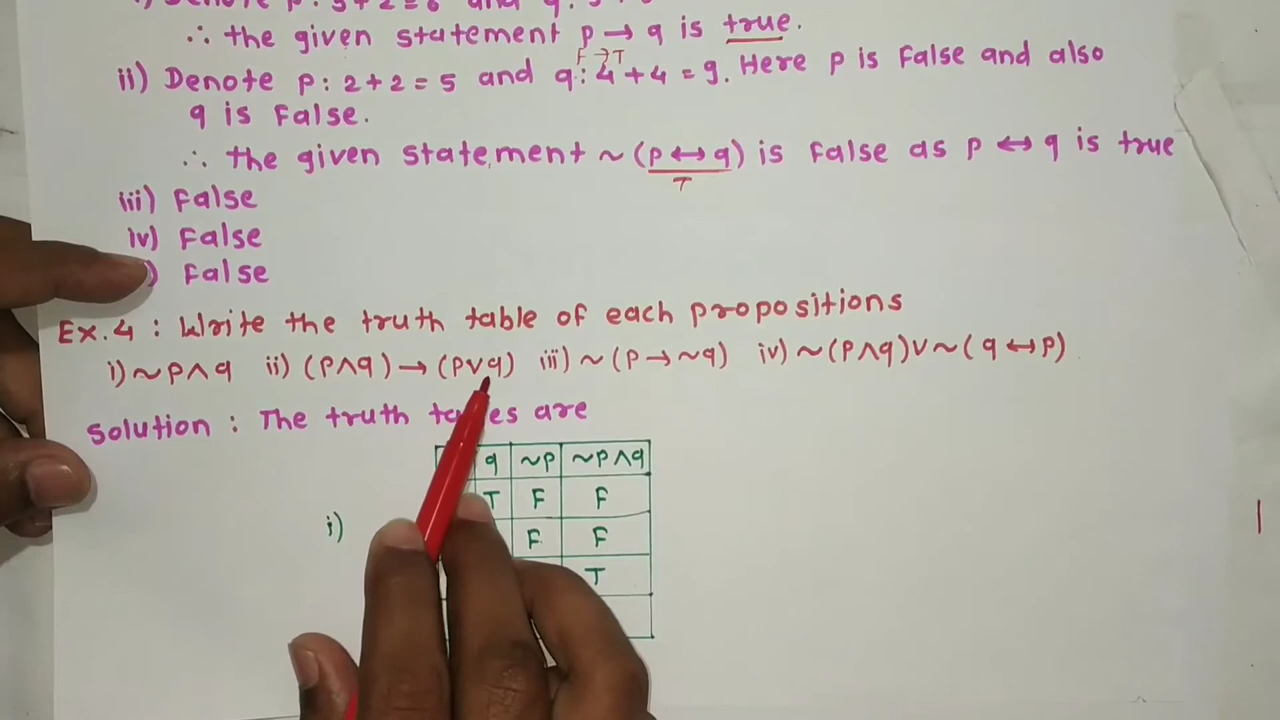 ∴ the given statement p → q is true.
F → T
ii) Denote p : 2 + 2 = 5 and q : 4 + 4 = 9. Here p is False and also
q is False.
∴ the given statement ~ (p ↔ q) is False as p ↔ q is true
T
iii) False
iv) False
) False
Ex.4 : Write the truth table of each propositions
i) ~p∧q ii) (p∧q) → (p∨q) iii) ~(p → ~q) iv) ~(p∧q)∨~(q ↔ p)
Solution : The truth are
q ~p ~p∧q
T F F
i) F F
T